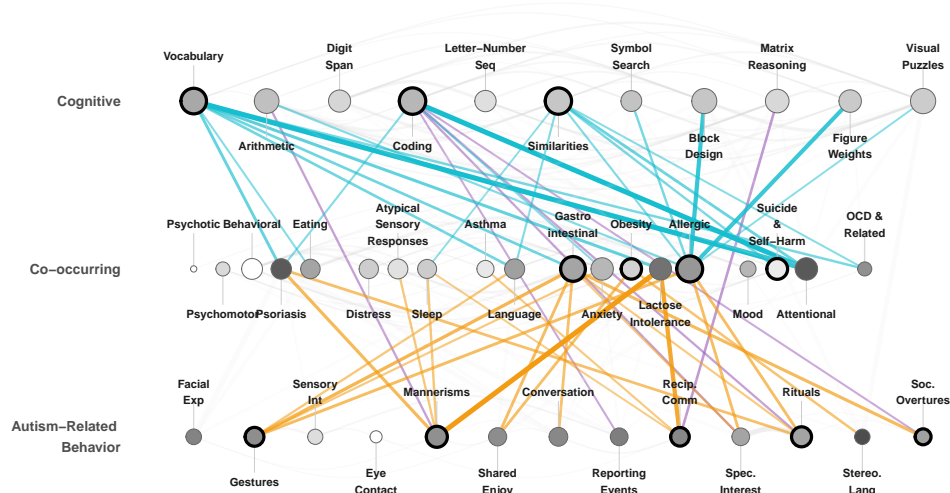 Vocabulary
Digit
Span
Letter−Number
Seq
Symbol
Search
Matrix
Reasoning
Visual
Puzzles
Cognitive
Arithmetic
Coding
Similarities
Block
Design
Figure
Weights
Psychotic
Behavioral
Eating
Atypical
Sensory
Responses
Asthma
Gastro
intestinal
Obesity
Allergic
Suicide
&
Self−Harm
OCD &
Related
Co−occurring
Psychomotor
Psoriasis
Distress
Sleep
Language
Anxiety
Lactose
Intolerance
Mood
Attentional
Facial
Exp
Sensory
Int
Mannerisms
Conversation
Recip.
Comm
Rituals
Soc.
Overtures
Autism−Related
Behavior
Gestures
Eye
Contact
Shared
Enjoy
Reporting
Events
Spec.
Interest
Stereo.
Lang